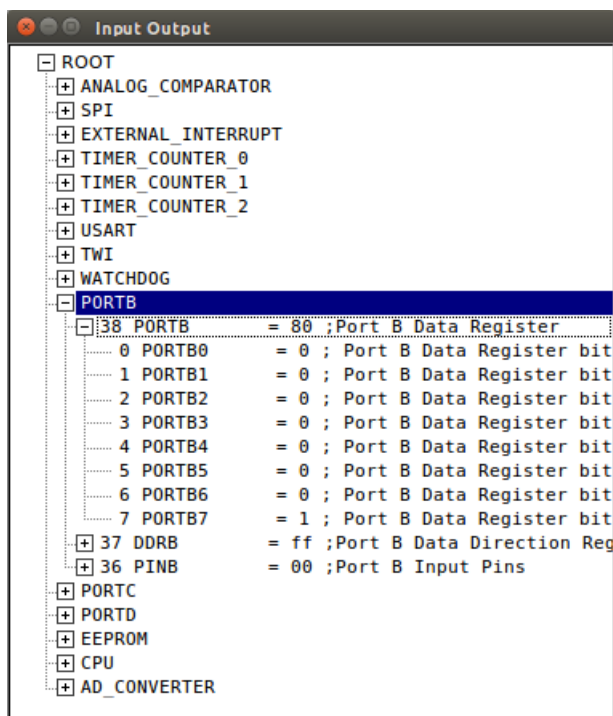 Input Output
ROOT
ANALOG_COMPARATOR
SPI
EXTERNAL_INTERRUPT
TIMER_COUNTER_0
TIMER_COUNTER_1
TIMER_COUNTER_2
USART
TWI
WATCHDOG
PORTB
38 PORTB = 80 ;Port B Data Register
0 PORTB0 = 0 ; Port B Data Register bit
1 PORTB1 = 0 ; Port B Data Register bit
2 PORTB2 = 0 ; Port B Data Register bit
3 PORTB3 = 0 ; Port B Data Register bit
4 PORTB4 = 0 ; Port B Data Register bit
5 PORTB5 = 0 ; Port B Data Register bit
6 PORTB6 = 0 ; Port B Data Register bit
7 PORTB7 = 1 ; Port B Data Register bit
37 DDRB = ff ;Port B Data Direction Reg
36 PINB = 00 ;Port B Input Pins
PORTC
PORTD
EEPROM
CPU
AD_CONVERTER